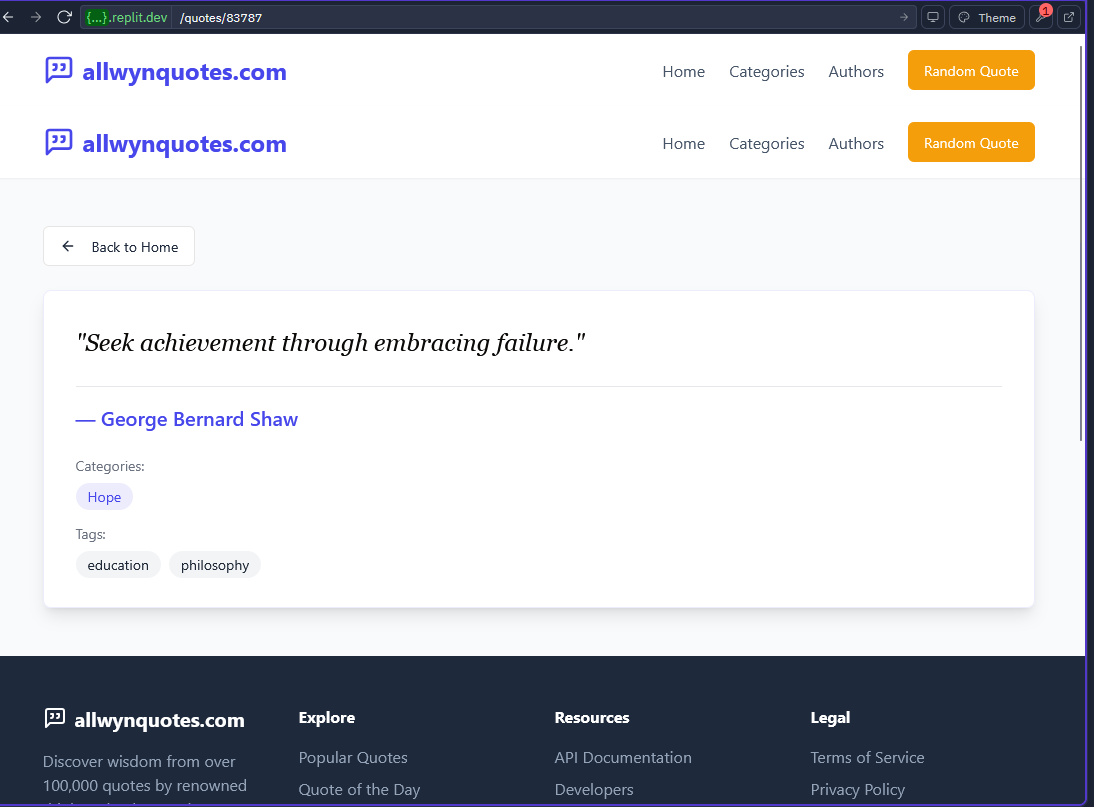 {...}.replit.dev /quotes/83787 Theme 1
allwynquotes.com Home Categories Authors Random Quote
allwynquotes.com Home Categories Authors Random Quote
Back to Home
"Seek achievement through embracing failure."
— George Bernard Shaw
Categories:
Hope
Tags:
education philosophy
allwynquotes.com Explore Resources Legal
Discover wisdom from over Popular Quotes API Documentation Terms of Service
100,000 quotes by renowned Quote of the Day Developers Privacy Policy